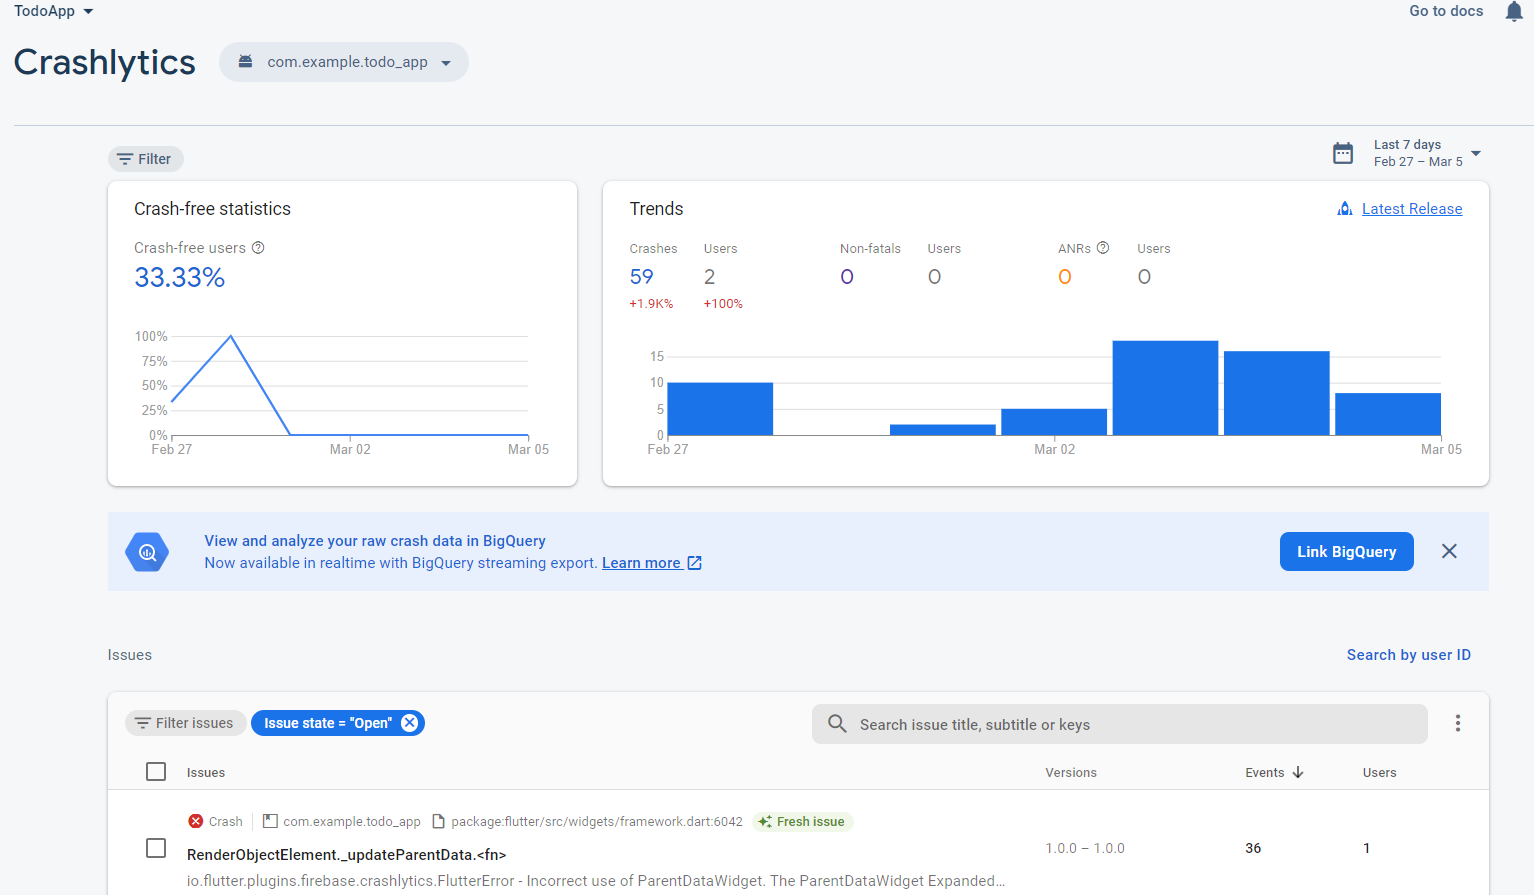 TodoApp
Go to docs
Crashlytics
com.example.todo_app
Filter
Last 7 days
Feb 27 – Mar 5
Crash-free statistics
Crash-free users
33.33%
100%
75%
50%
25%
0%
Feb 27 Mar 02 Mar 05
Trends
Latest Release
Crashes Users Non-fatals Users ANRs Users
59 2 0 0 0 0
+1.9K% +100%
15
10
5
0
Feb 27 Mar 02 Mar 05
View and analyze your raw crash data in BigQuery
Now available in realtime with BigQuery streaming export. Learn more
Link BigQuery
Issues
Search by user ID
Filter issues Issue state = "Open"
Search issue title, subtitle or keys
Issues Versions Events Users
Crash com.example.todo_app package:flutter/src/widgets/framework.dart:6042 Fresh issue
RenderObjectElement._updateParentData.<fn>
1.0.0 – 1.0.0 36 1
io.flutter.plugins.firebase.crashlytics.FlutterError - Incorrect use of ParentDataWidget. The ParentDataWidget Expanded...